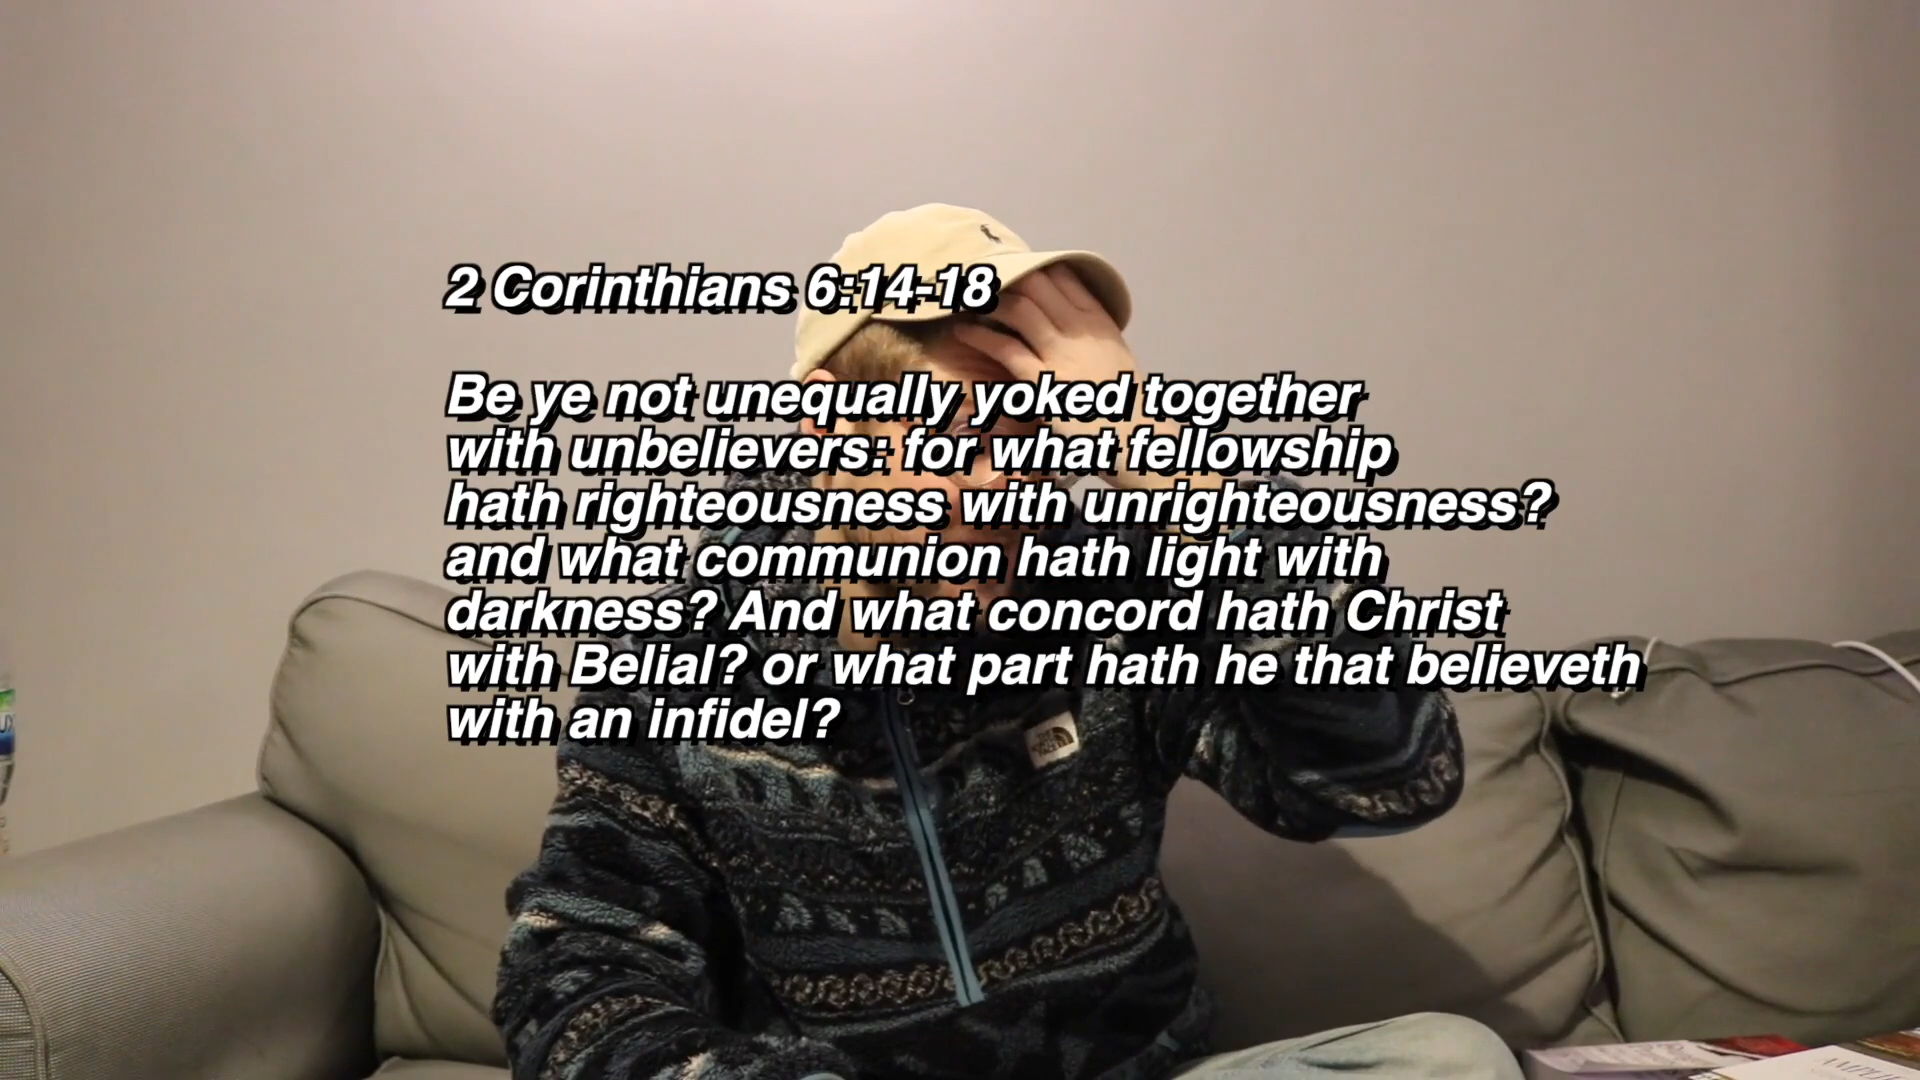 2 Corinthians 6:14-18
Be ye not unequally yoked together
with unbelievers: for what fellowship
hath righteousness with unrighteousness?
and what communion hath light with
darkness? And what concord hath Christ
with Belial? or what part hath he that believeth
with an infidel?